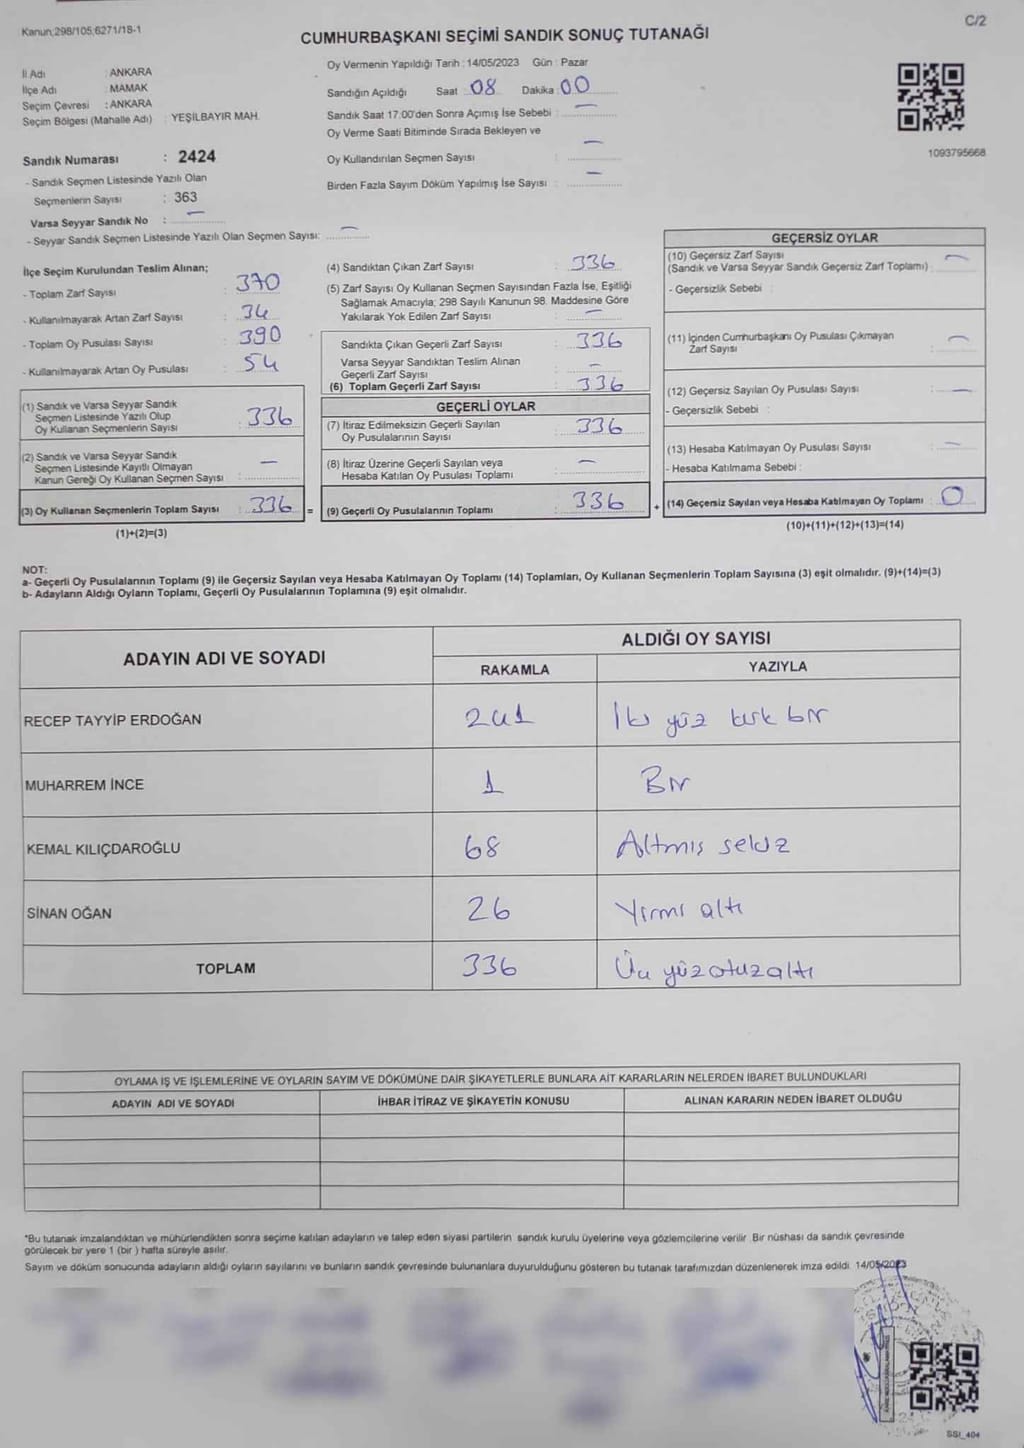 Kanun;298/105;6271/18-1
C/2
CUMHURBAŞKANI SEÇİMİ SANDIK SONUÇ TUTANAĞI
İl Adı : ANKARA
İlçe Adı : MAMAK
Seçim Çevresi : ANKARA
Seçim Bölgesi (Mahalle Adı) : YEŞİLBAYIR MAH.
Sandık Numarası : 2424
- Sandık Seçmen Listesinde Yazılı Olan
Seçmenlerin Sayısı : 363
Varsa Seyyar Sandık No : —
- Seyyar Sandık Seçmen Listesinde Yazılı Olan Seçmen Sayısı: —
Oy Vermenin Yapıldığı Tarih : 14/05/2023 Gün : Pazar
Sandığın Açıldığı Saat : 08 Dakika : 00
Sandık Saat 17:00'den Sonra Açımış İse Sebebi : —
Oy Verme Saati Bitiminde Sırada Bekleyen ve
Oy Kullandırılan Seçmen Sayısı : —
Birden Fazla Sayım Döküm Yapılmış İse Sayısı : —
1093795668
İlçe Seçim Kurulundan Teslim Alınan;
- Toplam Zarf Sayısı : 370
- Kullanılmayarak Artan Zarf Sayısı : 34
- Toplam Oy Pusulası Sayısı : 390
- Kullanılmayarak Artan Oy Pusulası : 54
(1) Sandık ve Varsa Seyyar Sandık
Seçmen Listesinde Yazılı Olup
Oy Kullanan Seçmenlerin Sayısı : 336
(2) Sandık ve Varsa Seyyar Sandık
Seçmen Listesinde Kayıtlı Olmayan
Kanun Gereği Oy Kullanan Seçmen Sayısı : —
(3) Oy Kullanan Seçmenlerin Toplam Sayısı : 336 =
(1)+(2)=(3)
(4) Sandıktan Çıkan Zarf Sayısı : 336
(5) Zarf Sayısı Oy Kullanan Seçmen Sayısından Fazla İse, Eşitliği
Sağlamak Amacıyla; 298 Sayılı Kanunun 98. Maddesine Göre
Yakılarak Yok Edilen Zarf Sayısı : —
Sandıkta Çıkan Geçerli Zarf Sayısı : 336
Varsa Seyyar Sandıktan Teslim Alınan
Geçerli Zarf Sayısı : —
(6) Toplam Geçerli Zarf Sayısı : 336
GEÇERLİ OYLAR
(7) İtiraz Edilmeksizin Geçerli Sayılan
Oy Pusulalarının Sayısı : 336
(8) İtiraz Üzerine Geçerli Sayılan veya
Hesaba Katılan Oy Pusulası Toplamı : —
(9) Geçerli Oy Pusulalarının Toplamı : 336 +
GEÇERSİZ OYLAR
(10) Geçersiz Zarf Sayısı
(Sandık ve Varsa Seyyar Sandık Geçersiz Zarf Toplamı) : —
- Geçersizlik Sebebi :
(11) İçinden Cumhurbaşkanı Oy Pusulası Çıkmayan
Zarf Sayısı : —
(12) Geçersiz Sayılan Oy Pusulası Sayısı : —
- Geçersizlik Sebebi :
(13) Hesaba Katılmayan Oy Pusulası Sayısı : —
- Hesaba Katılmama Sebebi :
(14) Geçersiz Sayılan veya Hesaba Katılmayan Oy Toplamı : 0
(10)+(11)+(12)+(13)=(14)
NOT:
a- Geçerli Oy Pusulalarının Toplamı (9) ile Geçersiz Sayılan veya Hesaba Katılmayan Oy Toplamı (14) Toplamları, Oy Kullanan Seçmenlerin Toplam Sayısına (3) eşit olmalıdır. (9)+(14)=(3)
b- Adayların Aldığı Oyların Toplamı, Geçerli Oy Pusulalarının Toplamına (9) eşit olmalıdır.
ADAYIN ADI VE SOYADI ALDIĞI OY SAYISI
RAKAMLA YAZIYLA
RECEP TAYYİP ERDOĞAN 241 İki yüz kırk bir
MUHARREM İNCE 1 Bir
KEMAL KILIÇDAROĞLU 68 Altmış sekiz
SİNAN OĞAN 26 Yirmi altı
TOPLAM 336 Üç yüzotuzaltı
OYLAMA İŞ VE İŞLEMLERİNE VE OYLARIN SAYIM VE DÖKÜMÜNE DAİR ŞİKAYETLERLE BUNLARA AİT KARARLARIN NELERDEN İBARET BULUNDUKLARI
ADAYIN ADI VE SOYADI İHBAR İTİRAZ VE ŞİKAYETİN KONUSU ALINAN KARARIN NEDEN İBARET OLDUĞU
*Bu tutanak imzalandıktan ve mühürlendikten sonra seçime katılan adayların ve talep eden siyasi partilerin sandık kurulu üyelerine veya gözlemcilerine verilir. Bir nüshası da sandık çevresinde
görülecek bir yere 1 (bir ) hafta süreyle asılır.
Sayım ve döküm sonucunda adayların aldığı oyların sayılarını ve bunların sandık çevresinde bulunanlara duyurulduğunu gösteren bu tutanak tarafımızdan düzenlenerek imza edildi. 14/05/2023
SSI_404